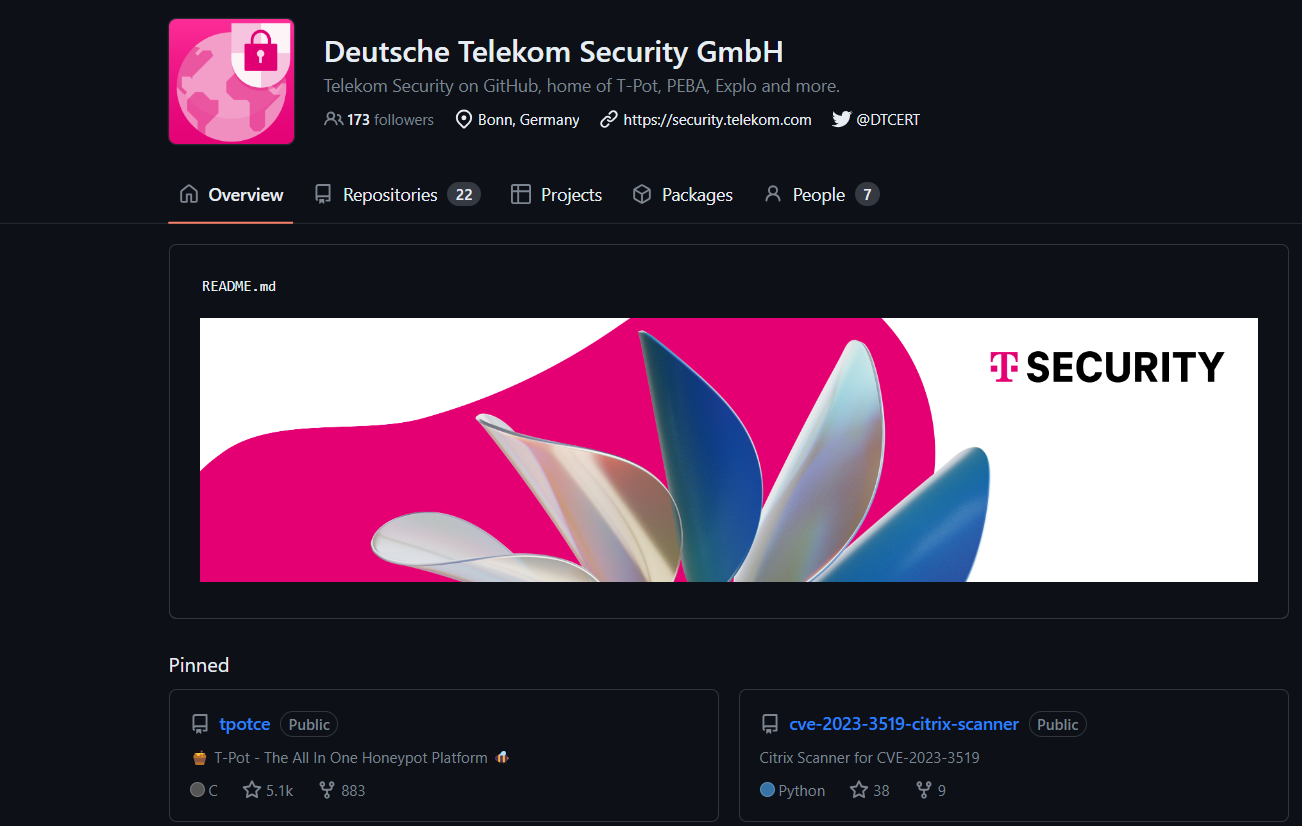 Deutsche Telekom Security GmbH
Telekom Security on GitHub, home of T-Pot, PEBA, Explo and more.
173 followers Bonn, Germany https://security.telekom.com @DTCERT
Overview Repositories 22 Projects Packages People 7
README.md
T SECURITY
Pinned
tpotce Public
🍯 T-Pot - The All In One Honeypot Platform 🐝
C 5.1k 883
cve-2023-3519-citrix-scanner Public
Citrix Scanner for CVE-2023-3519
Python 38 9